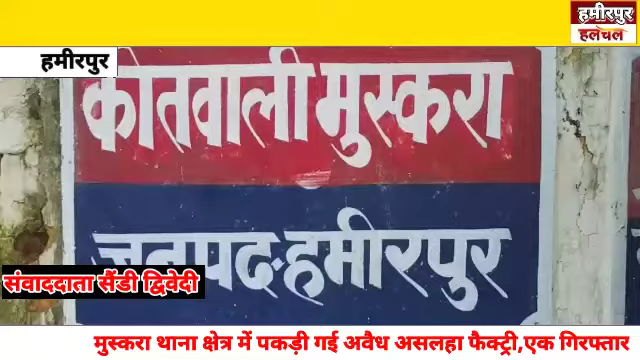 हमीरपुर
हलचल
हमीरपुर
कोतवाली मुस्करा
जनपद-हमीरपुर
संवाददाता सैंडी द्विवेदी
मुस्करा थाना क्षेत्र में पकड़ी गई अवैध असलहा फैक्ट्री,एक गिरफ्तार